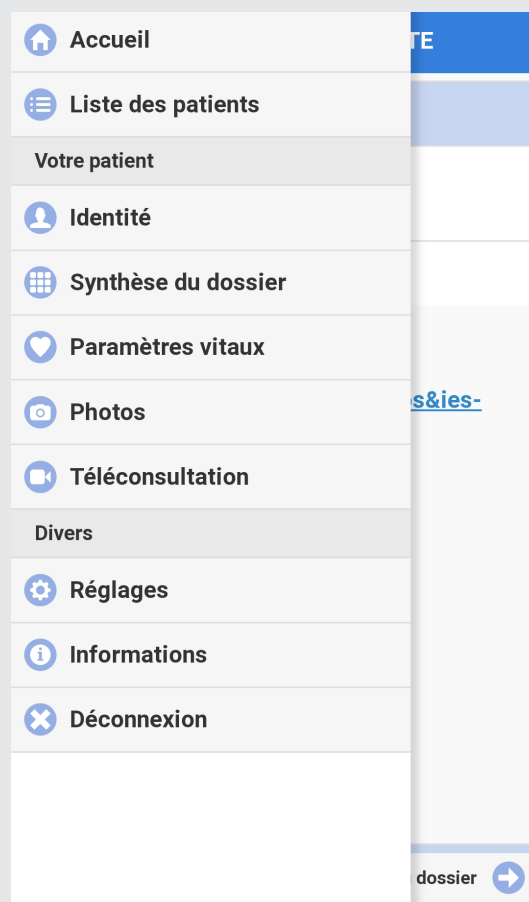 Accueil
TE
Liste des patients
Votre patient
Identité
Synthèse du dossier
Paramètres vitaux
Photos
s&ies-
Téléconsultation
Divers
Réglages
Informations
Déconnexion
dossier